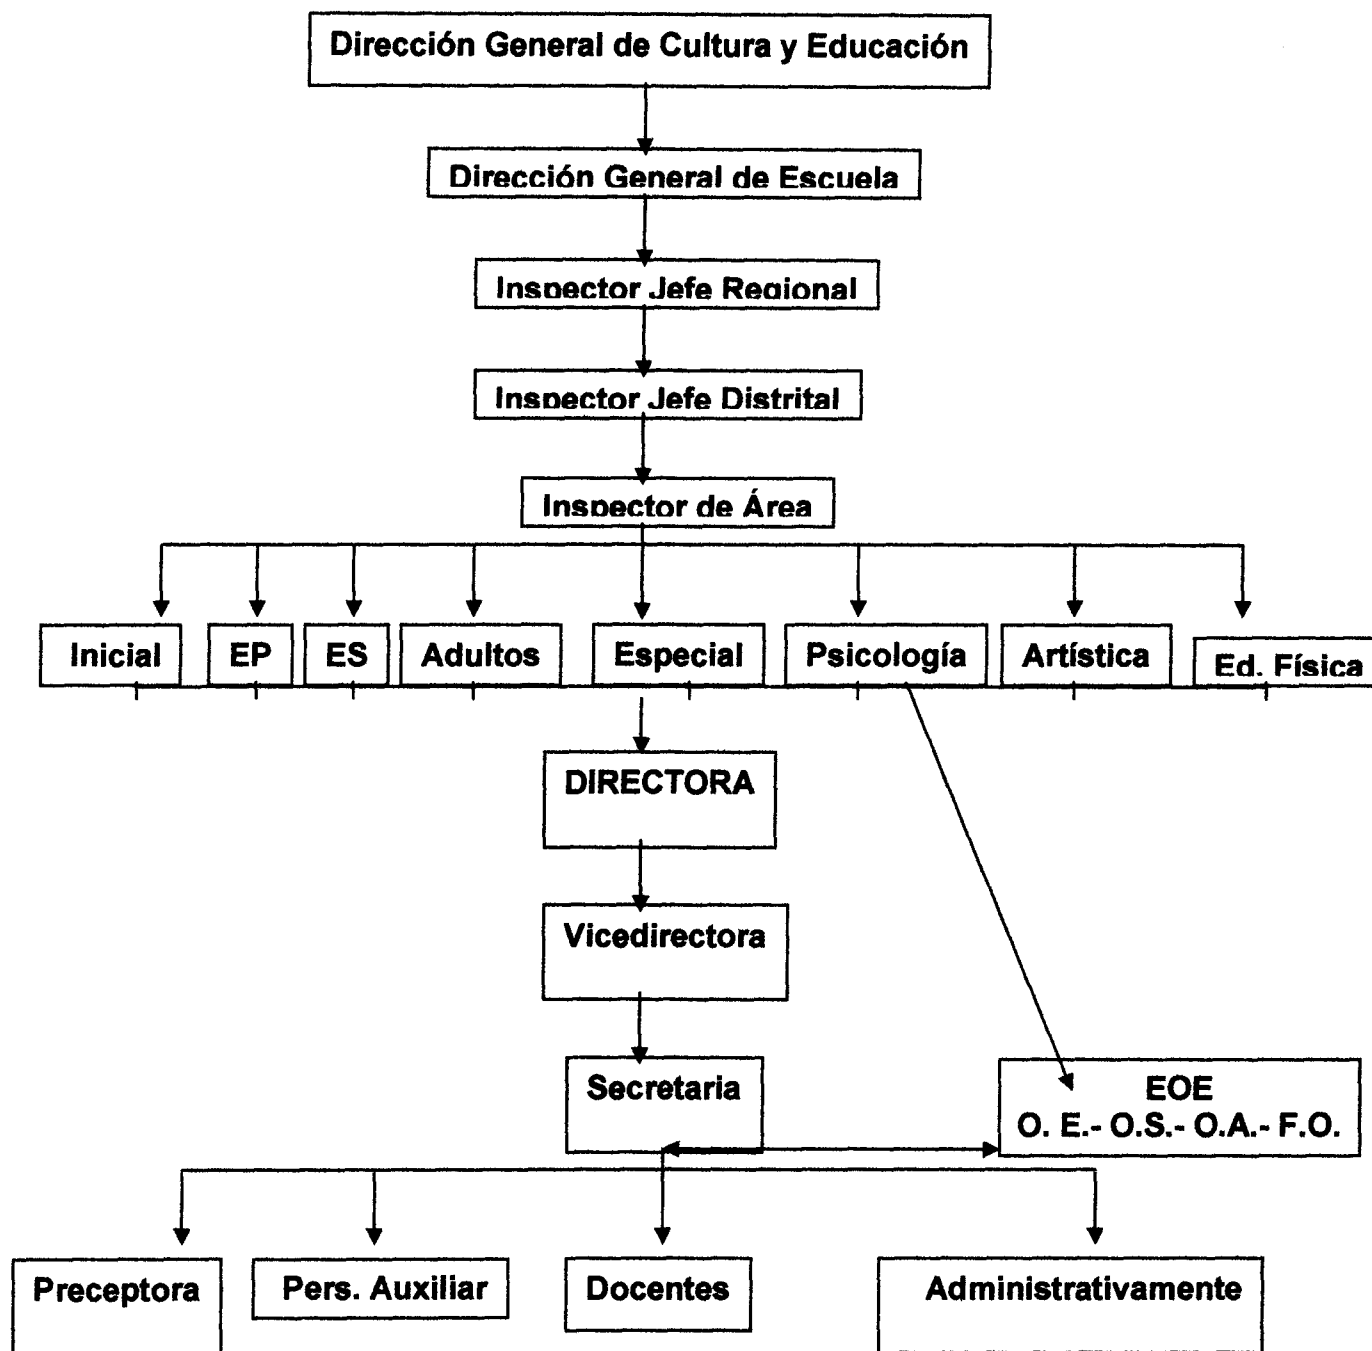 Dirección General de Cultura y Educación
Dirección General de Escuela
Inspector Jefe Regional
Inspector Jefe Distrital
Inspector de Área
Inicial
EP
ES
Adultos
Especial
Psicología
Artística
Ed. Física
DIRECTORA
Vicedirectora
Secretaria
EOE
O. E.- O.S.- O.A.- F.O.
Preceptora
Pers. Auxiliar
Docentes
Administrativamente